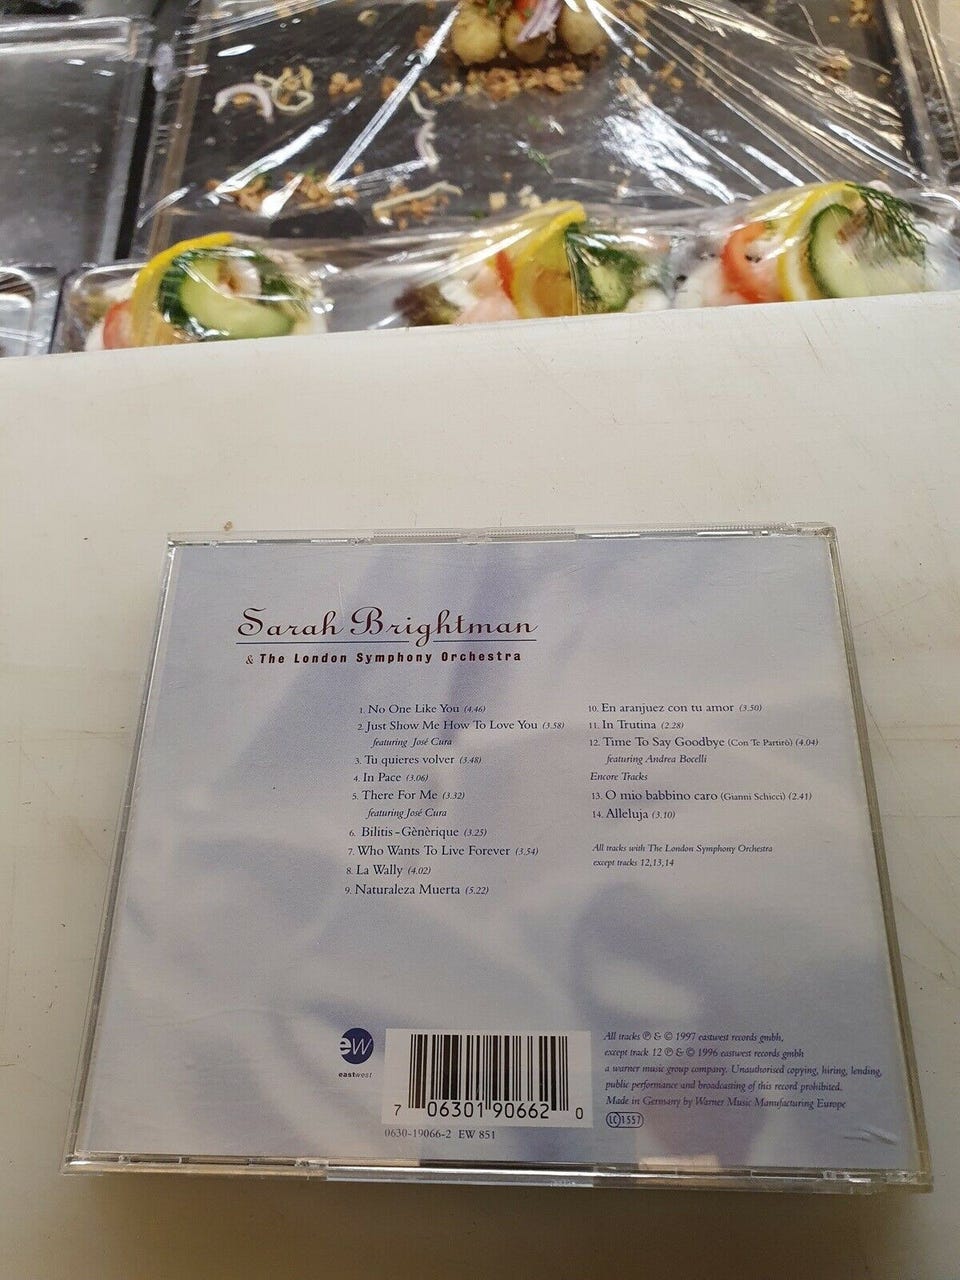 Sarah Brightman
& The London Symphony Orchestra
1. No One Like You (4.46)
2. Just Show Me How To Love You (3.58)
featuring José Cura
3. Tu quieres volver (3.48)
4. In Pace (3.06)
5. There For Me (3.32)
featuring José Cura
6. Bilitis-Gènèrique (3.25)
7. Who Wants To Live Forever (3.54)
8. La Wally (4.02)
9. Naturaleza Muerta (5.22)
10. En aranjuez con tu amor (3.50)
11. In Trutina (2.28)
12. Time To Say Goodbye (Con Te Partirò) (4.04)
featuring Andrea Bocelli
Encore Tracks
13. O mio babbino caro (Gianni Schicci) (2.41)
14. Alleluja (3.10)
All tracks with The London Symphony Orchestra
except tracks 12,13,14
ew
eastwest
7 06301 90662 0
0630-19066-2 EW 851
All tracks ℗ & © 1997 eastwest records gmbh,
except track 12 ℗ & © 1996 eastwest records gmbh
a warner music group company. Unauthorised copying, hiring, lending,
public performance and broadcasting of this record prohibited.
Made in Germany by Warner Music Manufacturing Europe
LC 1557